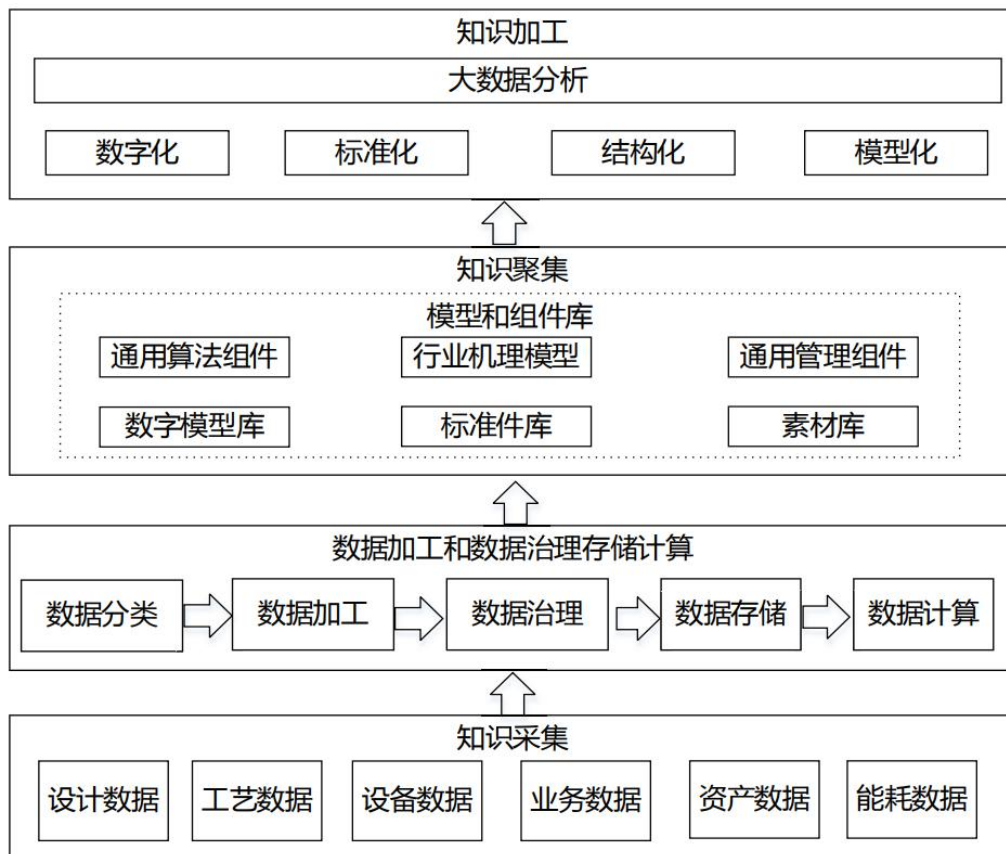 知识加工
大数据分析
数字化 标准化 结构化 模型化
知识聚集
模型和组件库
通用算法组件 行业机理模型 通用管理组件
数字模型库 标准件库 素材库
数据加工和数据治理存储计算
数据分类 数据加工 数据治理 数据存储 数据计算
知识采集
设计数据 工艺数据 设备数据 业务数据 资产数据 能耗数据